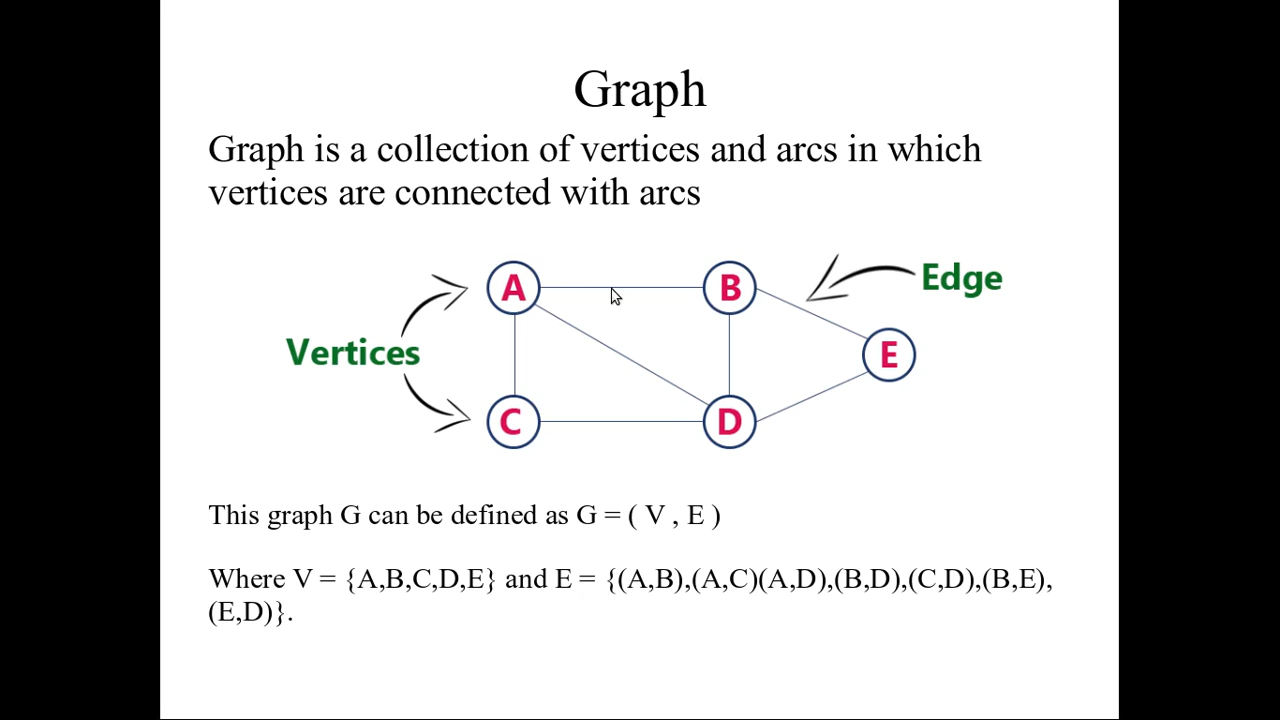 Graph
Graph is a collection of vertices and arcs in which
vertices are connected with arcs
A
B
Edge
Vertices
E
C
D
This graph G can be defined as G = ( V , E )
Where V = {A,B,C,D,E} and E = {(A,B),(A,C)(A,D),(B,D),(C,D),(B,E),
(E,D)}.